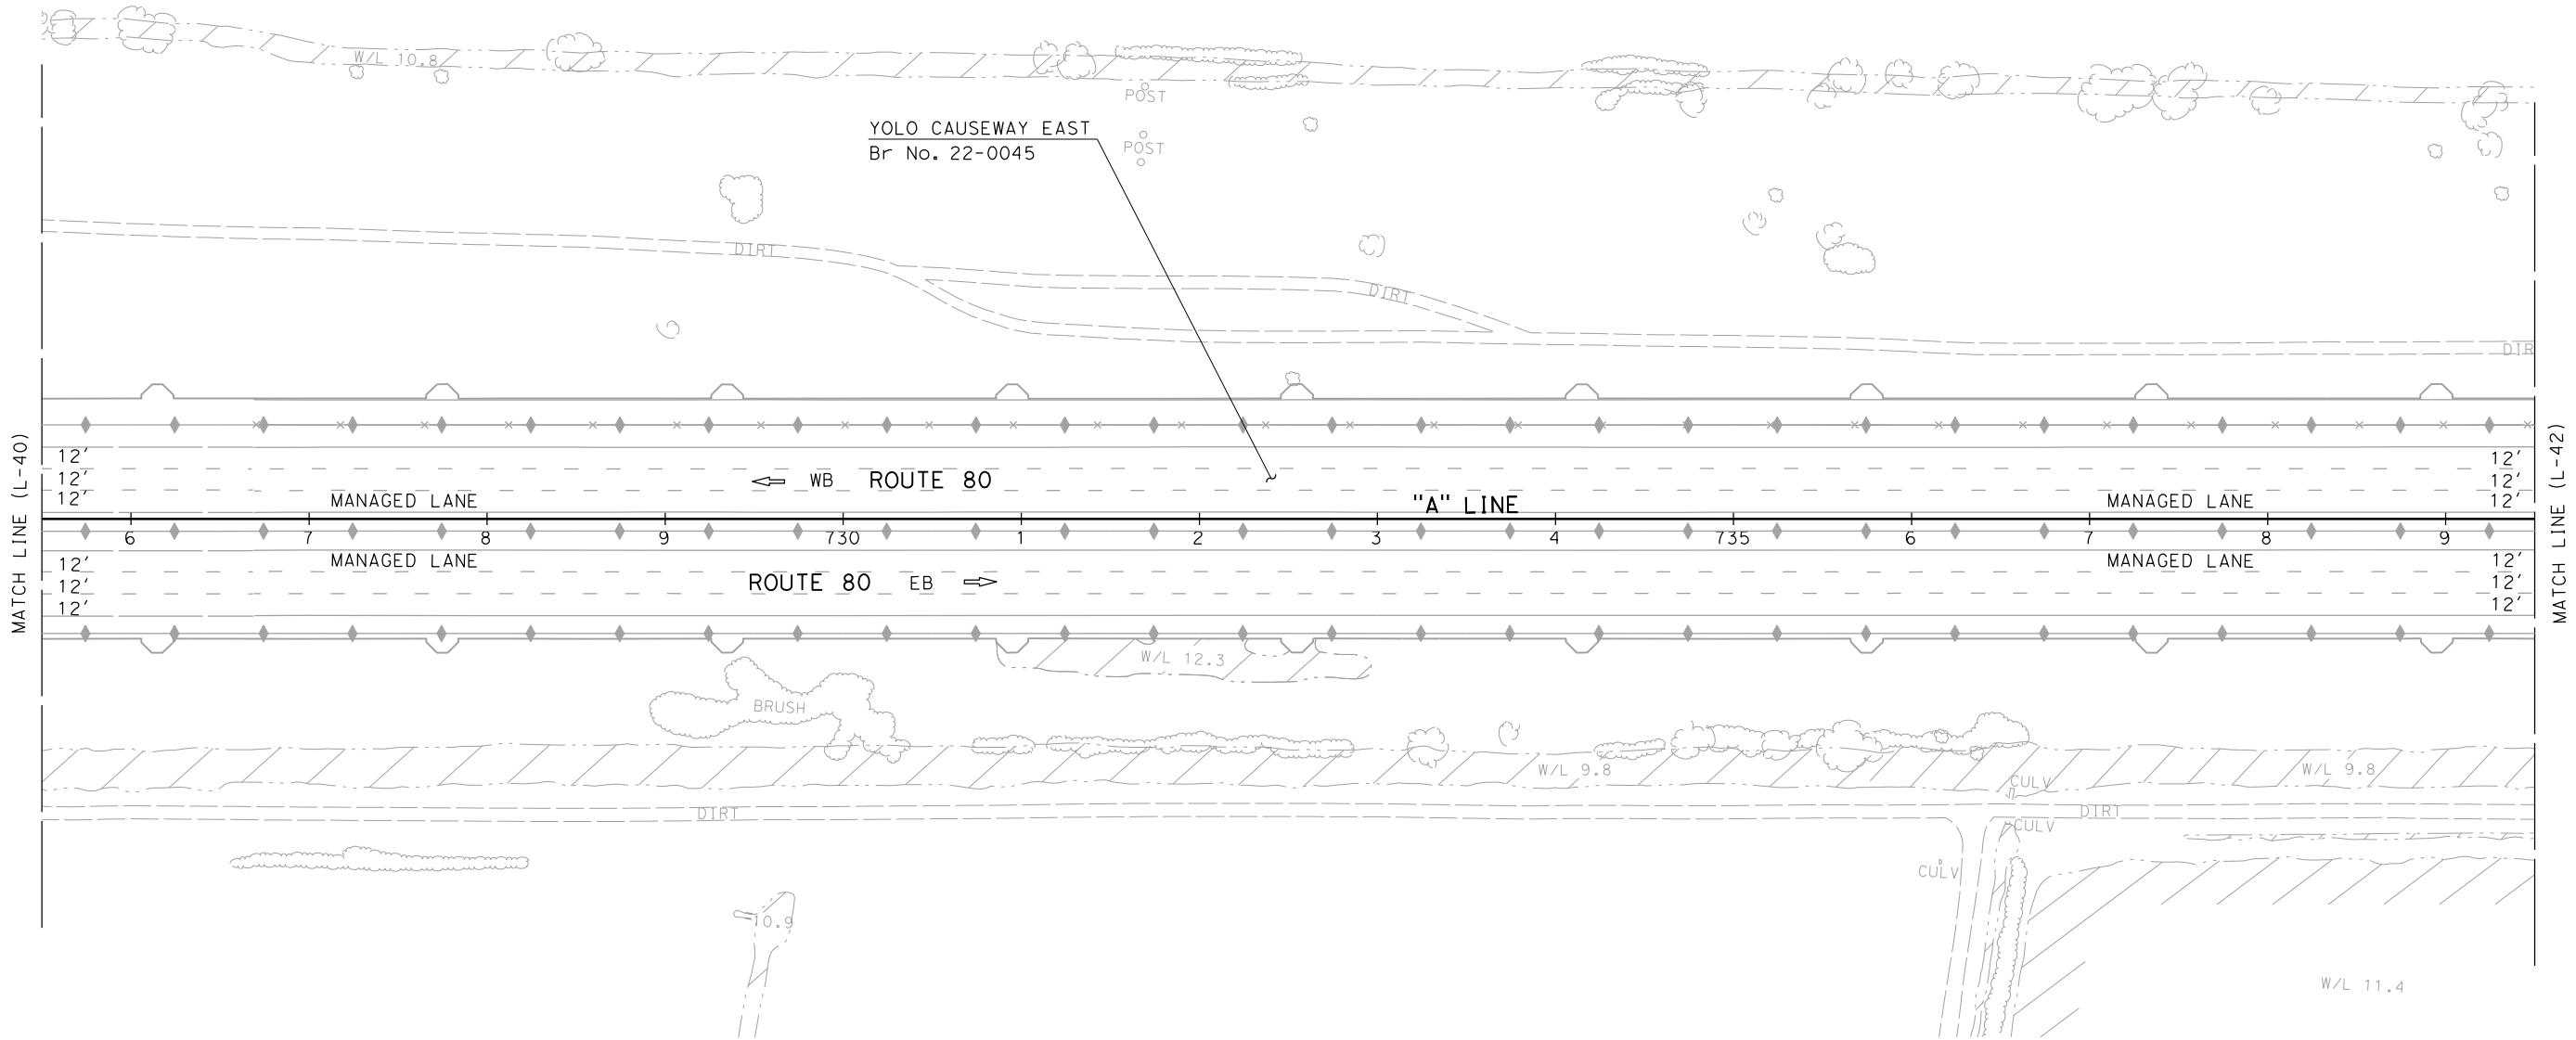 W/L 10.8
POST
YOLO CAUSEWAY EAST
Br No. 22-0045
POST
DIRT
DIRT
DIR
MATCH LINE (L-40)
MATCH LINE (L-42)
12' 12'
12' WB ROUTE 80 12'
12' MANAGED LANE "A" LINE MANAGED LANE 12'
6 7 8 9 730 1 2 3 4 735 6 7 8 9
12' MANAGED LANE MANAGED LANE 12'
12' ROUTE 80 EB 12'
12' 12'
W/L 12.3
BRUSH
W/L 9.8
W/L 9.8
CULV
DIRT
DIRT
CULV
CULV
10.9
W/L 11.4